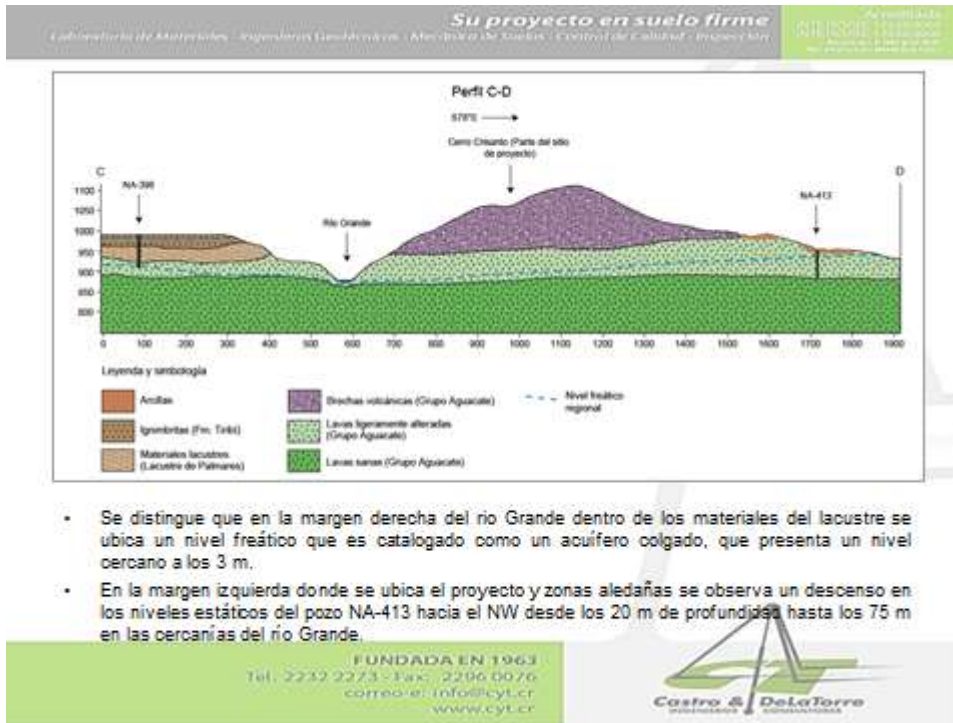 Su proyecto en suelo firme
Laboratorio de Materiales - Ingenieros Geotécnicos - Mecánica de Suelos - Control de Calidad - Inspección
Acreditado
Perfil C-D
S78°E
Cerro Crisanto (Parte del sitio
de proyecto)
C
D
NA-398
Río Grande
NA-413
1100
1050
1000
950
900
850
800
0 100 200 300 400 500 600 700 800 900 1000 1100 1200 1300 1400 1500 1600 1700 1800 1900
Leyenda y simbología
Arcillas
Ignimbritas (Fm. Tiribí)
Materiales lacustres
(Lacustre de Palmares)
Brechas volcánicas (Grupo Aguacate)
Lavas ligeramente alteradas
(Grupo Aguacate)
Lavas sanas (Grupo Aguacate)
Nivel freático
regional
• Se distingue que en la margen derecha del rio Grande dentro de los materiales del lacustre se
ubica un nivel freático que es catalogado como un acuífero colgado, que presenta un nivel
cercano a los 3 m.
• En la margen izquierda donde se ubica el proyecto y zonas aledañas se observa un descenso en
los niveles estáticos del pozo NA-413 hacia el NW desde los 20 m de profundidad hasta los 75 m
en las cercanías del río Grande.
FUNDADA EN 1963
Tel. 2232 2273 - Fax: 2296 0076
correo-e: info@cyt.cr
www.cyt.cr
Castro & DeLaTorre